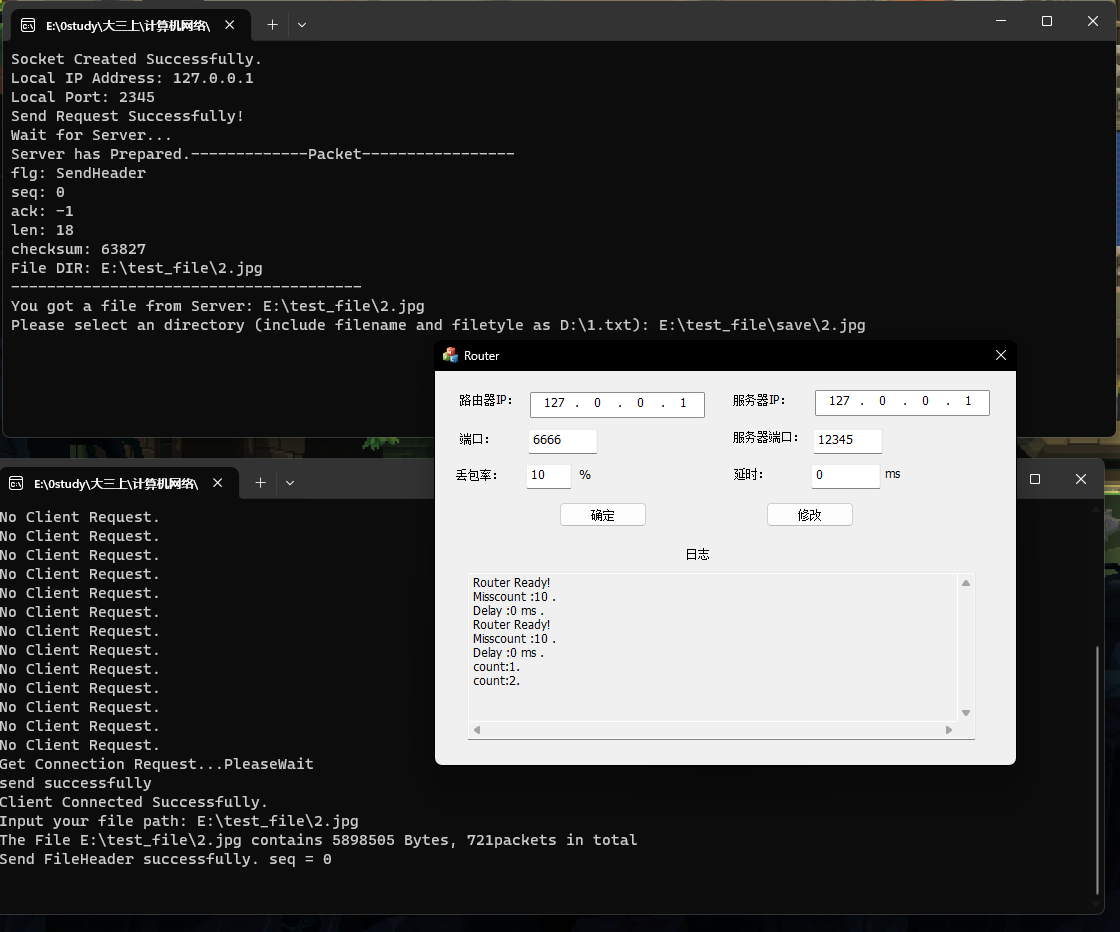 E:\0study\大三上\计算机网络\
Socket Created Successfully.
Local IP Address: 127.0.0.1
Local Port: 2345
Send Request Successfully!
Wait for Server...
Server has Prepared.-------------Packet-----------------
flg: SendHeader
seq: 0
ack: -1
len: 18
checksum: 63827
File DIR: E:\test_file\2.jpg
---------------------------------------
You got a file from Server: E:\test_file\2.jpg
Please select an directory (include filename and filetyle as D:\1.txt): E:\test_file\save\2.jpg
Router
路由器IP: 127 . 0 . 0 . 1 服务器IP: 127 . 0 . 0 . 1
端口: 6666 服务器端口: 12345
丢包率: 10 % 延时: 0 ms
确定 修改
日志
Router Ready!
Misscount :10 .
Delay :0 ms .
Router Ready!
Misscount :10 .
Delay :0 ms .
count:1.
count:2.
E:\0study\大三上\计算机网络\
No Client Request.
No Client Request.
No Client Request.
No Client Request.
No Client Request.
No Client Request.
No Client Request.
No Client Request.
No Client Request.
No Client Request.
No Client Request.
No Client Request.
No Client Request.
Get Connection Request...PleaseWait
send successfully
Client Connected Successfully.
Input your file path: E:\test_file\2.jpg
The File E:\test_file\2.jpg contains 5898505 Bytes, 721packets in total
Send FileHeader successfully. seq = 0